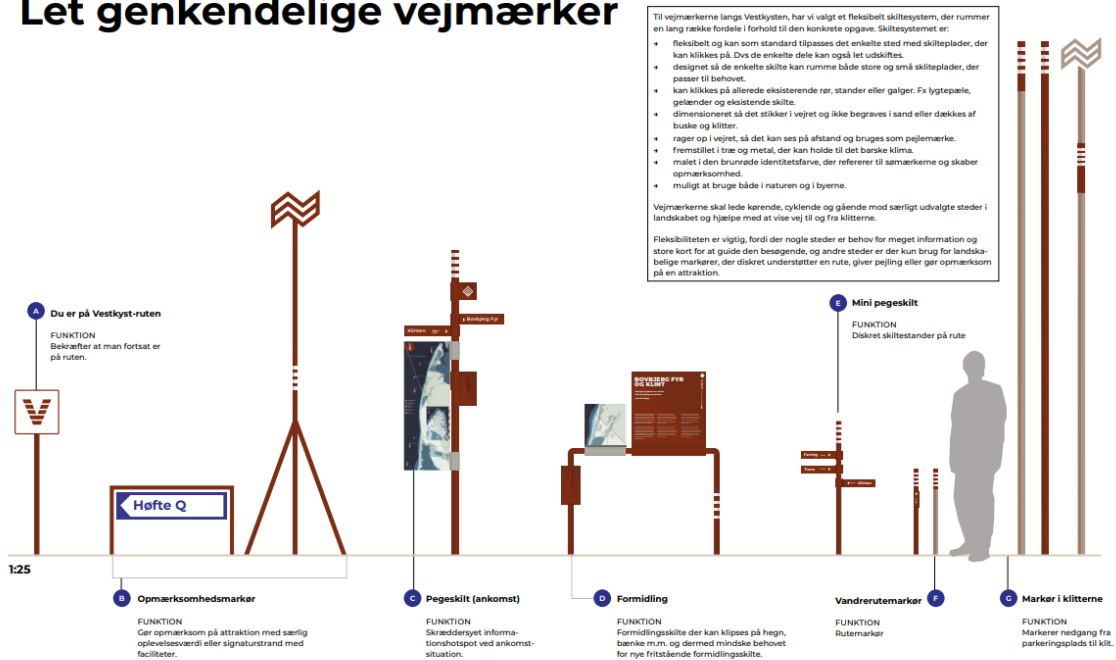 Let genkendelige vejmærker
Til vejmærkerne langs Vestkysten, har vi valgt et fleksibelt skiltesystem, der rummer
en lang række fordele i forhold til den konkrete opgave. Skiltesystemet er:
➔ fleksibelt og kan som standard tilpasses det enkelte sted med skilteplader, der
kan klikkes på. Dvs de enkelte dele kan også let udskiftes.
➔ designet så de enkelte skilte kan rumme både store og små skliteplader, der
passer til behovet.
➔ kan klikkes på allerede eksisterende rør, stander eller galger. Fx lygtepæle,
gelænder og eksistende skilte.
➔ dimensioneret så det stikker i vejret og ikke begraves i sand eller dækkes af
buske og klitter.
➔ rager op i vejret, så det kan ses på afstand og bruges som pejlemærke.
➔ fremstillet i træ og metal, der kan holde til det barske klima.
➔ malet i den brunrøde identitetsfarve, der refererer til sømærkerne og skaber
opmærksomhed.
➔ muligt at bruge både i naturen og i byerne.
Vejmærkerne skal lede kørende, cyklende og gående mod særligt udvalgte steder i
landskabet og hjælpe med at vise vej til og fra klitterne.
Fleksibiliteten er vigtig, fordi der nogle steder er behov for meget information og
store kort for at guide den besøgende, og andre steder er der kun brug for landska-
belige markører, der diskret understøtter en rute, giver pejling eller gør opmærksom
på en attraktion.
A Du er på Vestkyst-ruten
FUNKTION
Bekræfter at man fortsat er
på ruten.
E Mini pegeskilt
FUNKTION
Diskret skiltestander på rute
V
Høfte Q
Bovbjerg Fyr
Klinten
i
BOVBJERG FYR
OG KLINT
Ferring
Trans
Klinten
1:25
B Opmærksomhedsmarkør
FUNKTION
Gør opmærksom på attraktion med særlig
oplevelsesværdi eller signaturstrand med
faciliteter.
C Pegeskilt (ankomst)
FUNKTION
Skræddersyet informa-
tionshotspot ved ankomst-
situation.
D Formidling
FUNKTION
Formidlingsskilte der kan klipses på hegn,
bænke m.m. og dermed mindske behovet
for nye fritstående formidlingsskilte.
Vandrerutemarkør F
FUNKTION
Rutemarkør
G Markør i klitterne
FUNKTION
Markerer nedgang fra
parkeringsplads til klit.